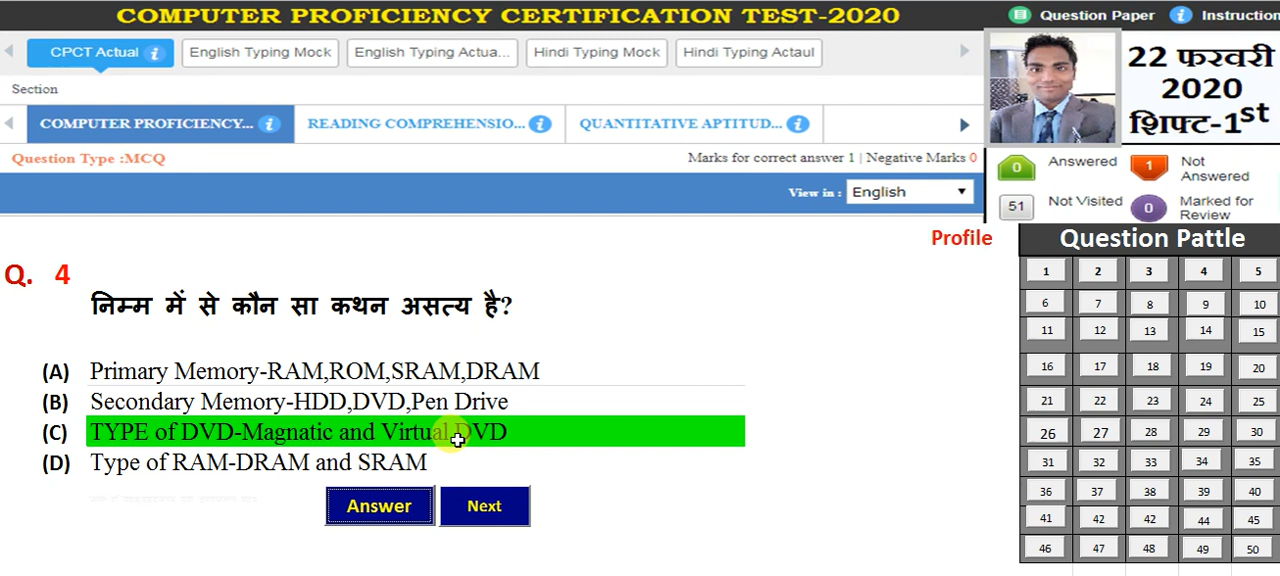 COMPUTER PROFICIENCY CERTIFICATION TEST-2020
Question Paper
Instruction
CPCT Actual
English Typing Mock
English Typing Actua...
Hindi Typing Mock
Hindi Typing Actaul
22 फरवरी
2020
शिफ्ट-1st
Section
COMPUTER PROFICIENCY...
READING COMPREHENSIO...
QUANTITATIVE APTITUD...
Question Type :MCQ
Marks for correct answer 1 | Negative Marks 0
0 Answered
1 Not Answered
51 Not Visited
0 Marked for Review
View in : English
Profile
Question Pattle
Q. 4
निम्म में से कौन सा कथन असत्य है?
(A) Primary Memory-RAM,ROM,SRAM,DRAM
(B) Secondary Memory-HDD,DVD,Pen Drive
(C) TYPE of DVD-Magnatic and Virtual DVD
(D) Type of RAM-DRAM and SRAM
Answer
Next
1 2 3 4 5
6 7 8 9 10
11 12 13 14 15
16 17 18 19 20
21 22 23 24 25
26 27 28 29 30
31 32 33 34 35
36 37 38 39 40
41 42 42 44 45
46 47 48 49 50